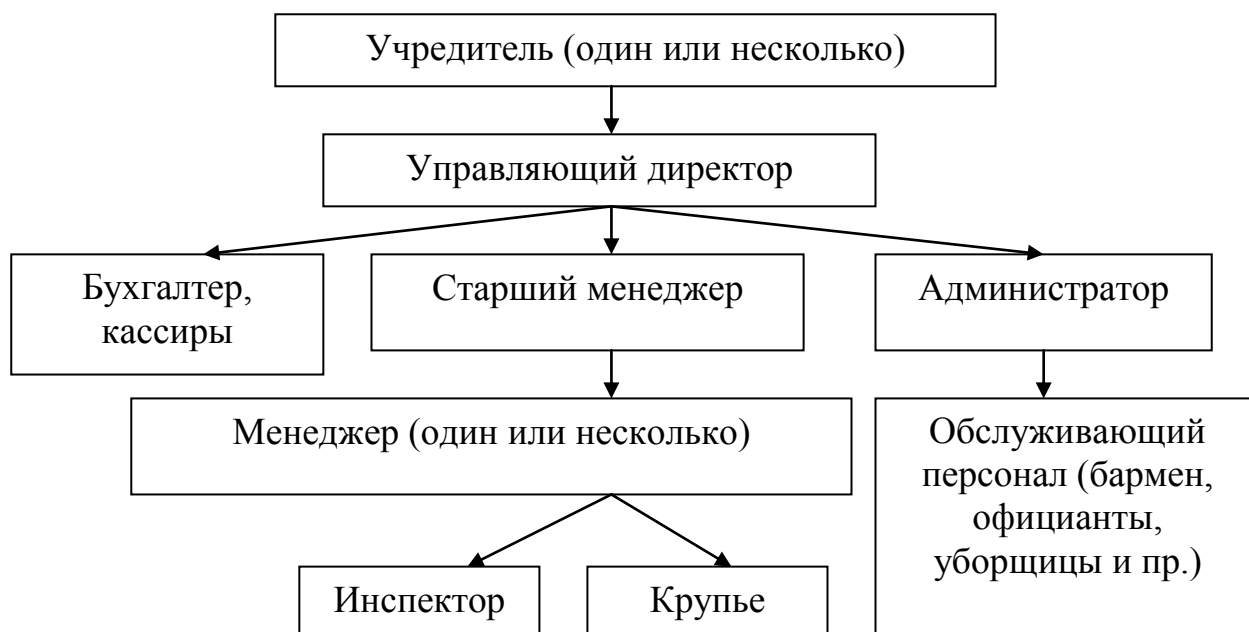 Учредитель (один или несколько)
Управляющий директор
Бухгалтер,
кассиры
Старший менеджер
Администратор
Менеджер (один или несколько)
Обслуживающий
персонал (бармен,
официанты,
уборщицы и пр.)
Инспектор
Крупье